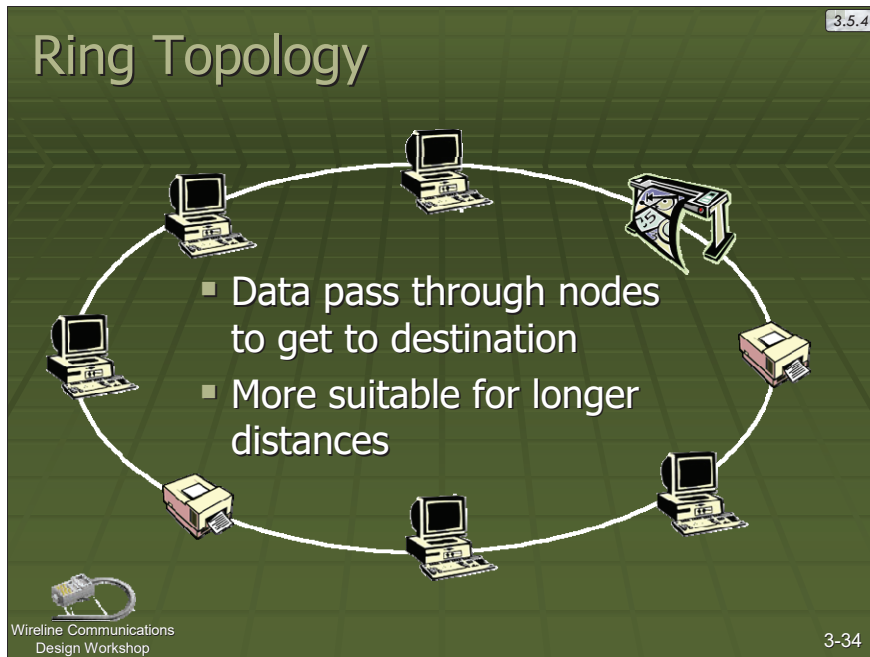 3.5.4
Ring Topology
▪ Data pass through nodes
to get to destination
▪ More suitable for longer
distances
Wireline Communications
Design Workshop
3-34